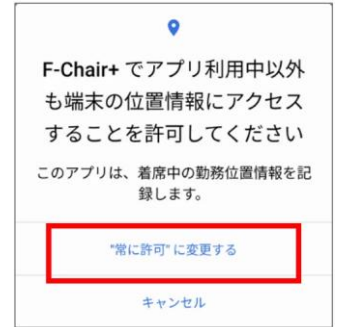 F-Chair+ でアプリ利用中以外
も端末の位置情報にアクセス
することを許可してください
このアプリは、着席中の勤務位置情報を記
録します。
"常に許可" に変更する
キャンセル